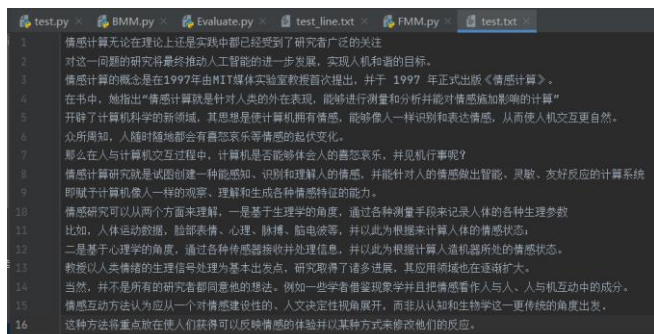 test.py × BMM.py × Evaluate.py × test_line.txt × FMM.py × test.txt ×
1 情感计算无论在理论上还是实践中都已经受到了研究者广泛的关注
2 对这一问题的研究将最终推动人工智能的进一步发展，实现人机和谐的目标。
3 情感计算的概念是在1997年由MIT媒体实验室教授首次提出，并于 1997 年正式出版《情感计算》。
4 在书中，她指出“情感计算就是针对人类的外在表现，能够进行测量和分析并能对情感施加影响的计算”
5 开辟了计算机科学的新领域，其思想是使计算机拥有情感，能够像人一样识别和表达情感，从而使人机交互更自然。
6 众所周知，人随时随地都会有喜怒哀乐等情感的起伏变化。
7 那么在人与计算机交互过程中，计算机是否能够体会人的喜怒哀乐，并见机行事呢?
8 情感计算研究就是试图创建一种能感知、识别和理解人的情感，并能针对人的情感做出智能、灵敏、友好反应的计算系统
9 即赋予计算机像人一样的观察、理解和生成各种情感特征的能力。
10 情感研究可以从两个方面来理解，一是基于生理学的角度，通过各种测量手段来记录人体的各种生理参数
11 比如，人体运动数据，脸部表情、心理、脉搏、脑电波等，并以此为根据来计算人体的情感状态；
12 二是基于心理学的角度，通过各种传感器接收并处理信息，并以此为根据计算人造机器所处的情感状态。
13 教授以人类情绪的生理信号处理为基本出发点，研究取得了诸多进展，其应用领域也在逐渐扩大。
14 当然，并不是所有的研究者都同意他的想法。例如一些学者借鉴现象学并且把情感看作人与人、人与机互动中的成分。
15 情感互动方法认为应从一个对情感建设性的、人文决定性视角展开，而非从认知和生物学这一更传统的角度出发。
16 这种方法将重点放在使人们获得可以反映情感的体验并以某种方式来修改他们的反应。